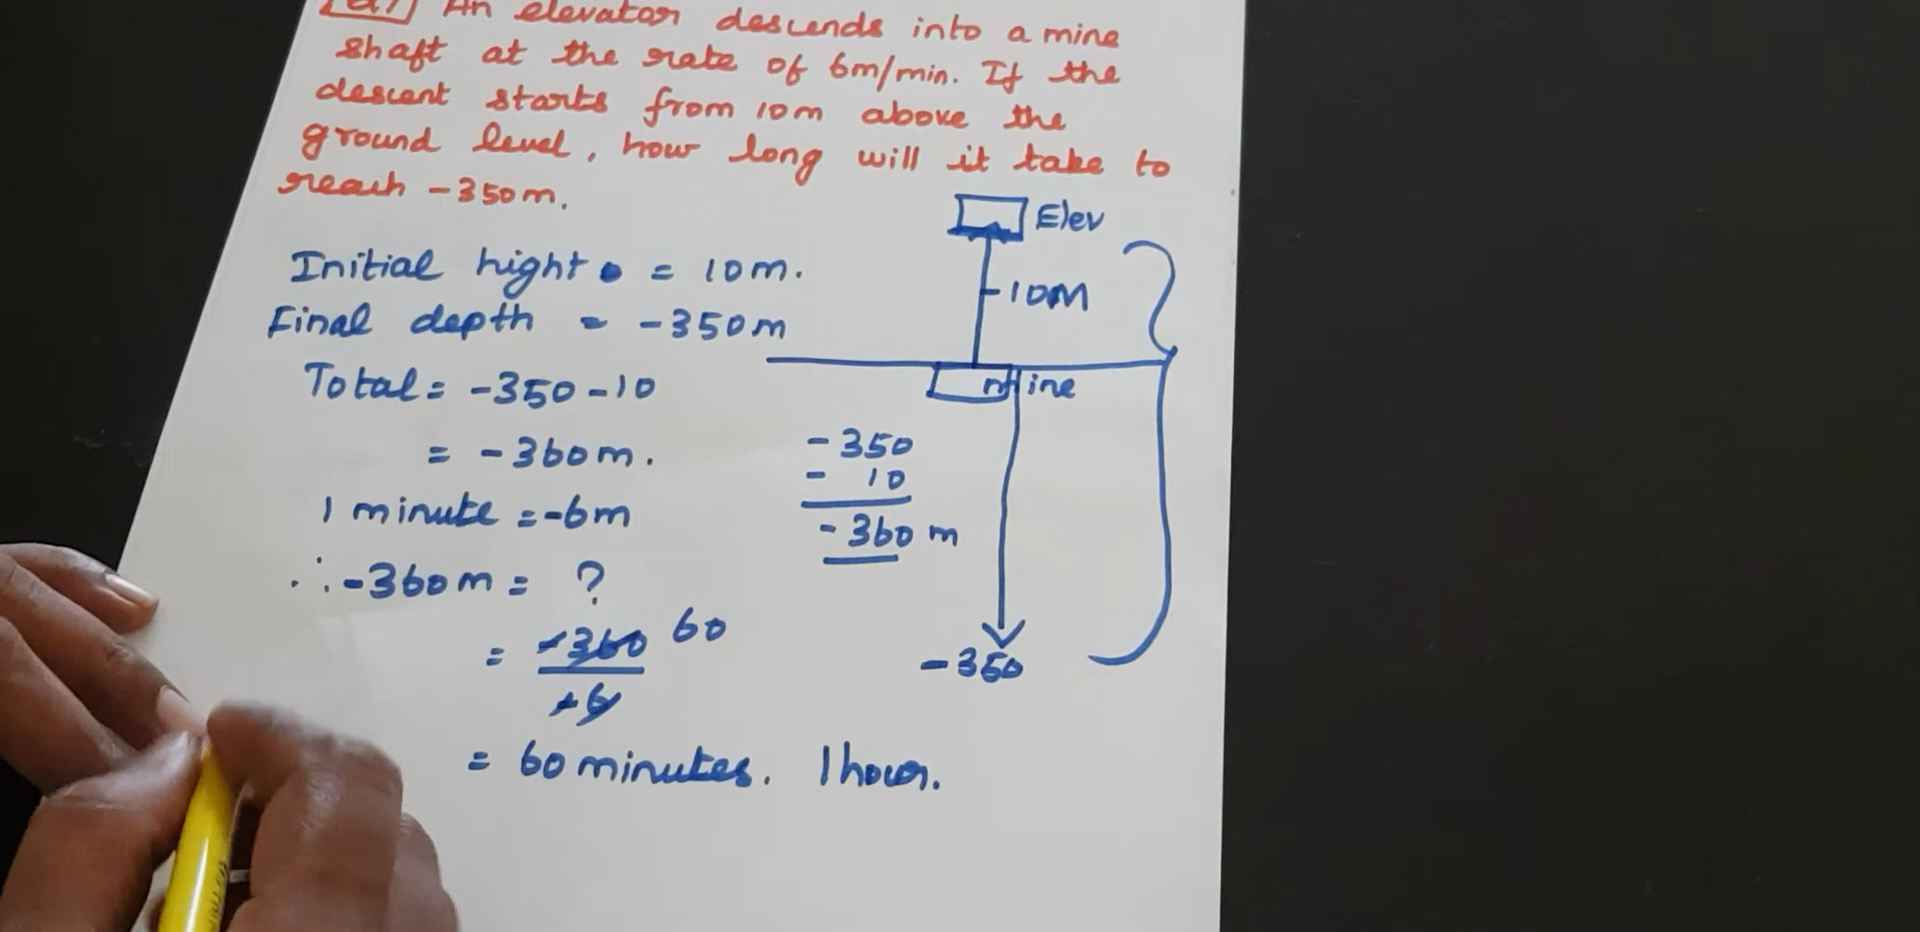 An elevator descends into a mine
shaft at the rate of 6m/min. If the
descent starts from 10m above the
ground level, how long will it take to
reach -350m.
Elev
10M
Mine
-350
Initial hight = 10m.
Final depth = -350m
Total = -350-10
= -360m.
-350
- 10
-360 m
1 minute = -6m
∴ -360m = ?
= -360 60
-6
= 60 minutes. 1 hour.